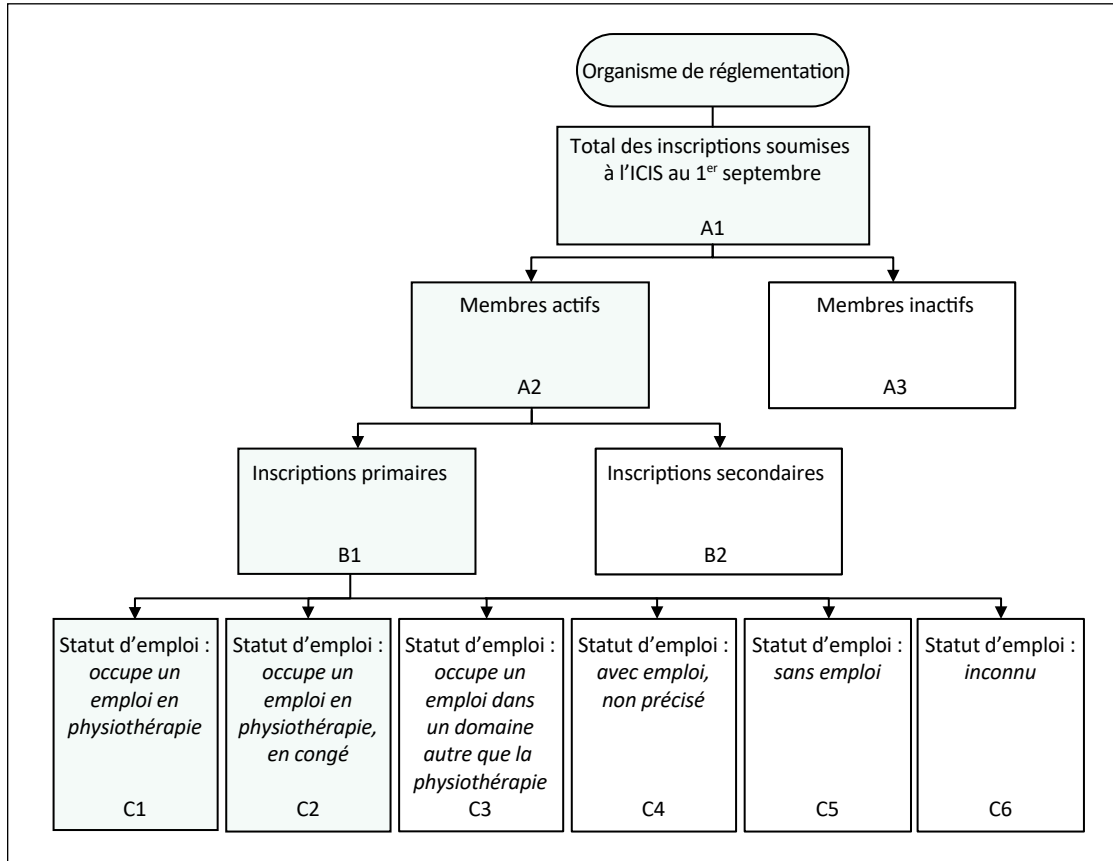 Organisme de réglementation
Total des inscriptions soumises
à l’ICIS au 1er septembre
A1
Membres actifs
A2
Membres inactifs
A3
Inscriptions primaires
B1
Inscriptions secondaires
B2
Statut d’emploi :
occupe un
emploi en
physiothérapie
C1
Statut d’emploi :
occupe un
emploi en
physiothérapie,
en congé
C2
Statut d’emploi :
occupe un
emploi dans
un domaine
autre que la
physiothérapie
C3
Statut d’emploi :
avec emploi,
non précisé
C4
Statut d’emploi :
sans emploi
C5
Statut d’emploi :
inconnu
C6